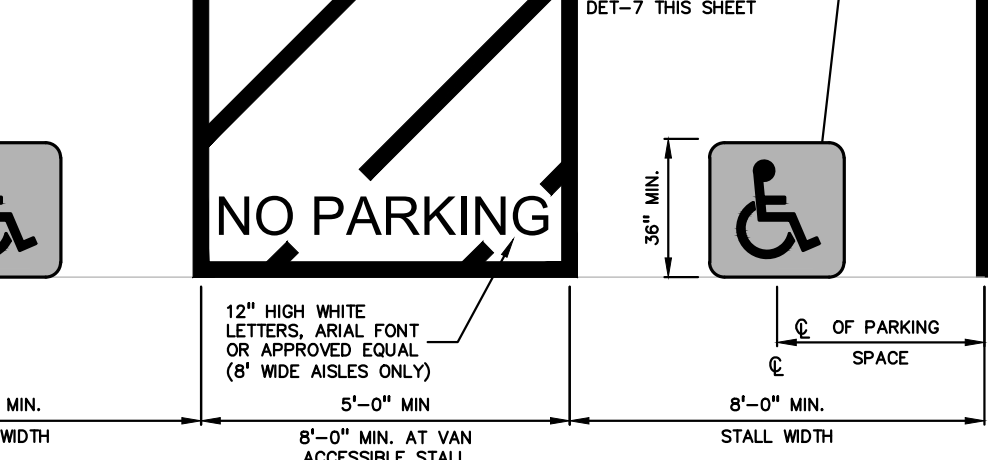 DET-7 THIS SHEET
36" MIN.
NO PARKING
12" HIGH WHITE
LETTERS, ARIAL FONT
OR APPROVED EQUAL
(8' WIDE AISLES ONLY)
℄ OF PARKING
SPACE
℄
MIN.
WIDTH
5'-0" MIN
8'-0" MIN. AT VAN
ACCESSIBLE STALL
8'-0" MIN.
STALL WIDTH